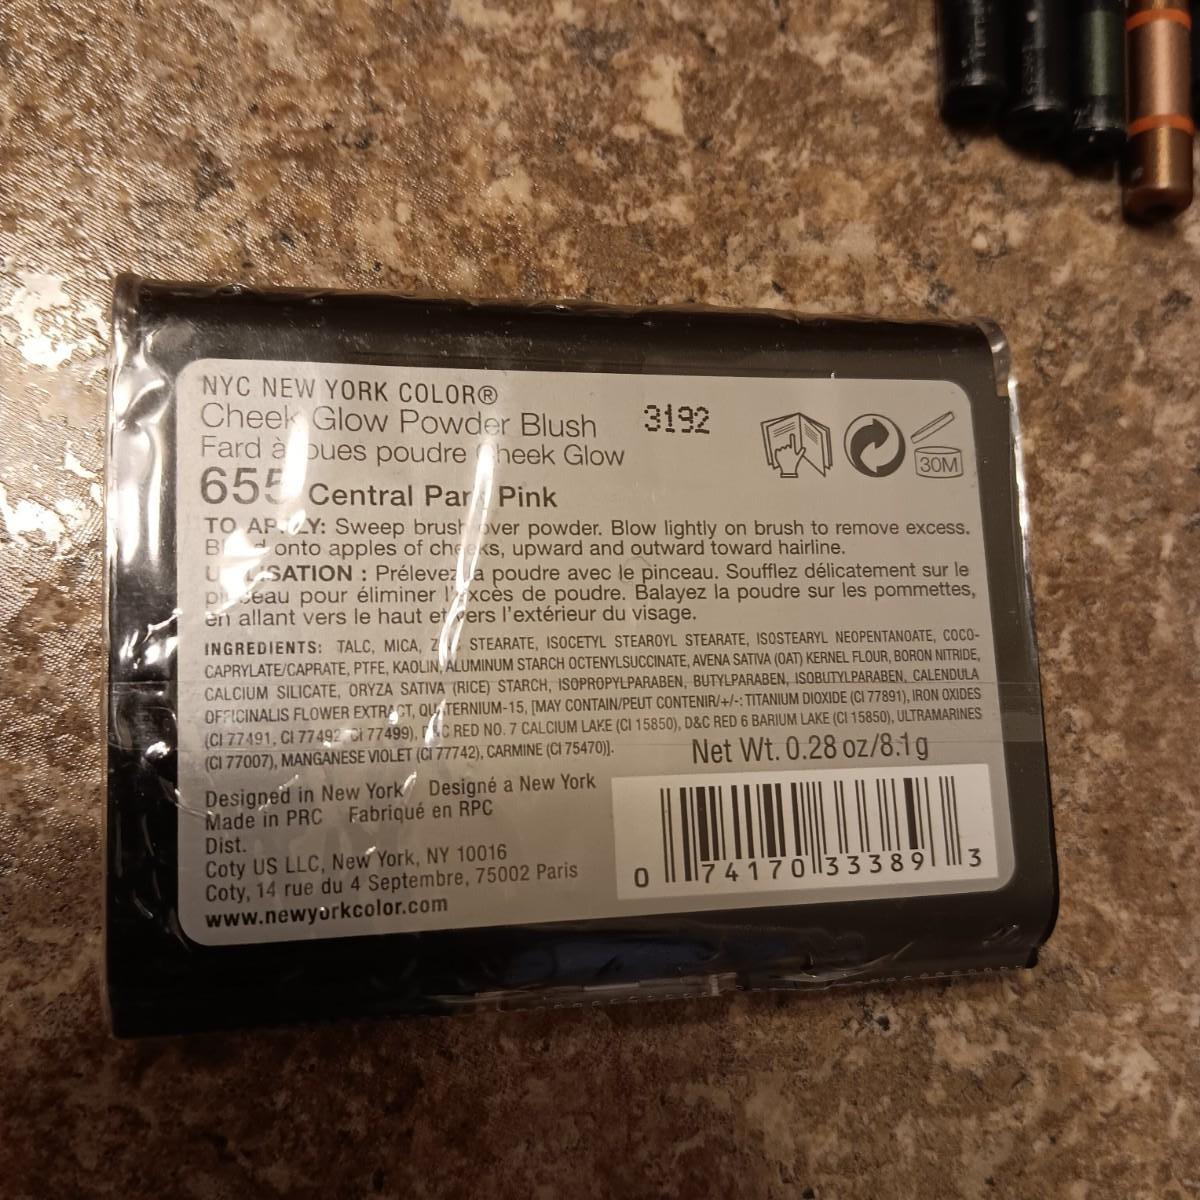 NYC NEW YORK COLOR®
Cheek Glow Powder Blush
3192
Fard à joues poudre Cheek Glow
655 Central Park Pink
30M
TO APPLY: Sweep brush over powder. Blow lightly on brush to remove excess.
Blend onto apples of cheeks, upward and outward toward hairline.
UTILISATION : Prélevez la poudre avec le pinceau. Soufflez délicatement sur le
pinceau pour éliminer l'excès de poudre. Balayez la poudre sur les pommettes,
en allant vers le haut et vers l'extérieur du visage.
INGREDIENTS: TALC, MICA, ZINC STEARATE, ISOCETYL STEAROYL STEARATE, ISOSTEARYL NEOPENTANOATE, COCO-
CAPRYLATE/CAPRATE, PTFE, KAOLIN, ALUMINUM STARCH OCTENYLSUCCINATE, AVENA SATIVA (OAT) KERNEL FLOUR, BORON NITRIDE,
CALCIUM SILICATE, ORYZA SATIVA (RICE) STARCH, ISOPROPYLPARABEN, BUTYLPARABEN, ISOBUTYLPARABEN, CALENDULA
OFFICINALIS FLOWER EXTRACT, QUATERNIUM-15, [MAY CONTAIN/PEUT CONTENIR/+/-: TITANIUM DIOXIDE (CI 77891), IRON OXIDES
(CI 77491, CI 77492, CI 77499), D&C RED NO. 7 CALCIUM LAKE (CI 15850), D&C RED 6 BARIUM LAKE (CI 15850), ULTRAMARINES
(CI 77007), MANGANESE VIOLET (CI 77742), CARMINE (CI 75470)].
Net Wt. 0.28 oz/8.1g
Designed in New York Designé a New York
Made in PRC Fabriqué en RPC
Dist.
Coty US LLC, New York, NY 10016
Coty, 14 rue du 4 Septembre, 75002 Paris
www.newyorkcolor.com
0 74170 33389 3